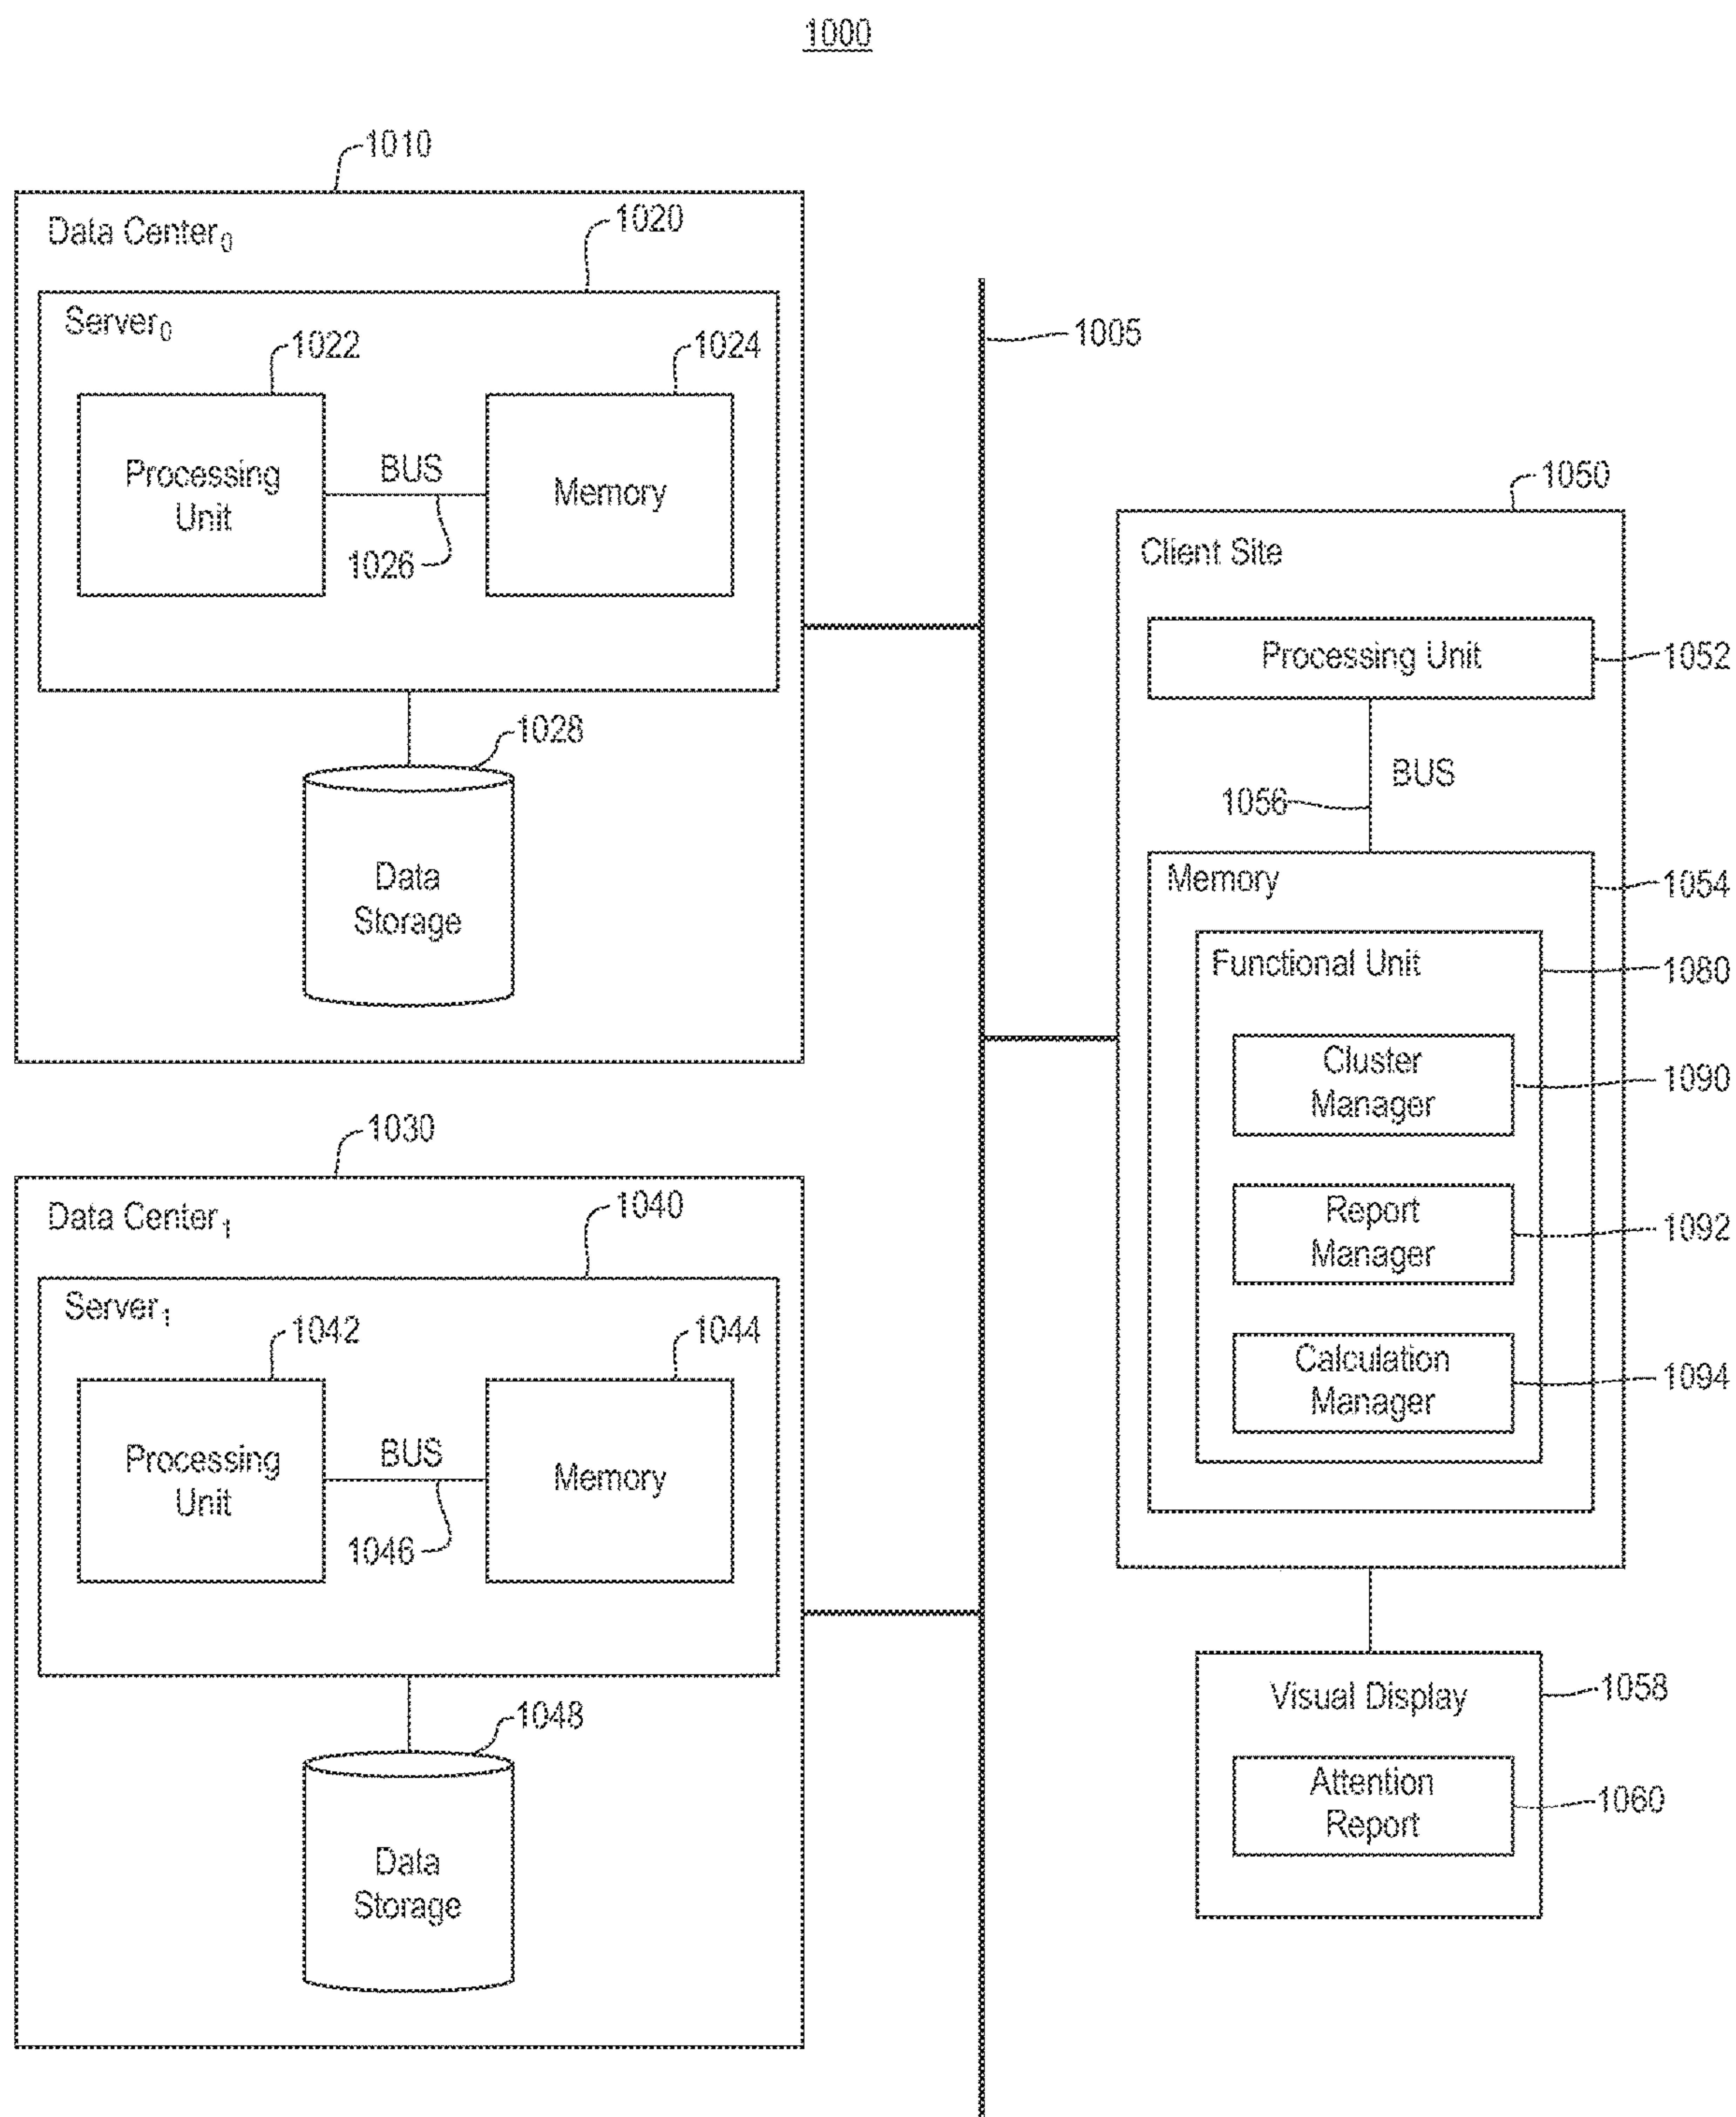 1000
1010
Data Center0
1020
Server0
1022
1024
Processing
Unit
BUS
Memory
1026
1028
Data
Storage
1030
Data Center1
1040
Server1
1042
1044
Processing
Unit
BUS
Memory
1046
1048
Data
Storage
1005
1050
Client Site
Processing Unit
1052
BUS
1056
Memory
1054
Functional Unit
1080
Cluster
Manager
1090
Report
Manager
1092
Calculation
Manager
1094
Visual Display
1058
Attention
Report
1060